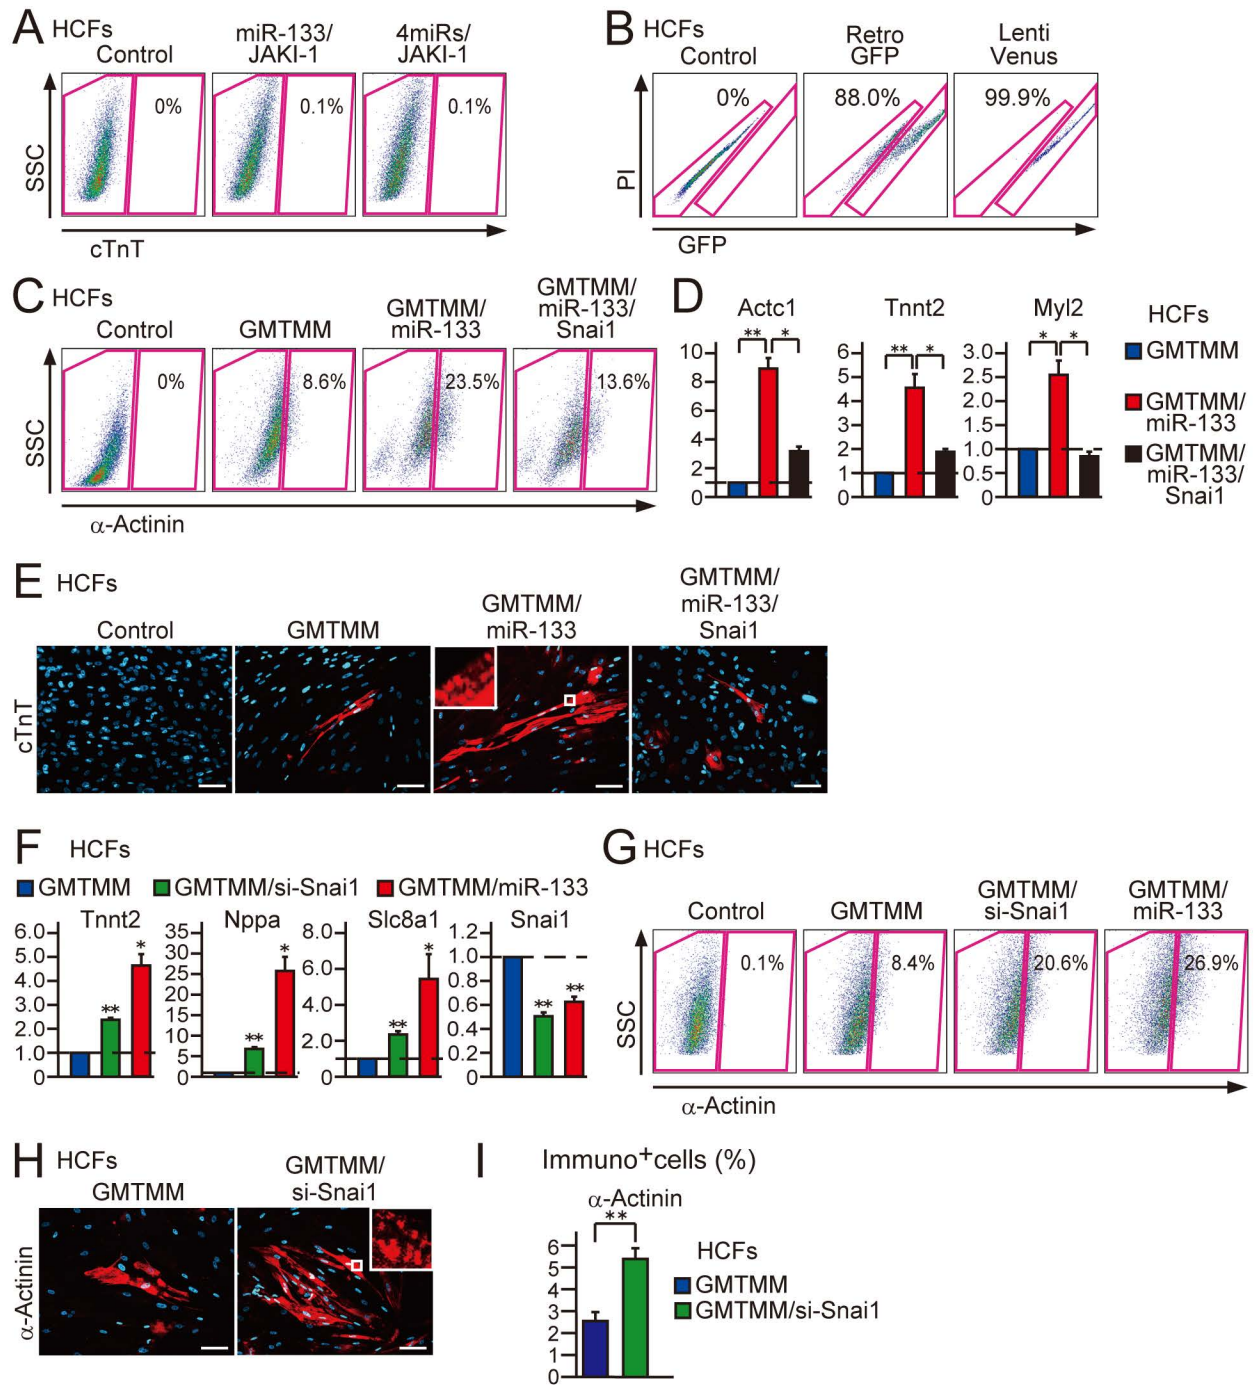 A HCFs
Control
miR-133/
JAKI-1
4miRs/
JAKI-1
0%
0.1%
0.1%
SSC
cTnT
B HCFs
Control
Retro
GFP
Lenti
Venus
0%
88.0%
99.9%
PI
GFP
C HCFs
Control
GMTMM
GMTMM/
miR-133
GMTMM/
miR-133/
Snai1
0%
8.6%
23.5%
13.6%
SSC
α-Actinin
D
Actc1
** *
10
8
6
4
2
0
Tnnt2
** *
6
5
4
3
2
1
0
Myl2
* *
3.0
2.0
1.0
0.5
0
HCFs
GMTMM
GMTMM/
miR-133
GMTMM/
miR-133/
Snai1
E HCFs
Control
GMTMM
GMTMM/
miR-133
GMTMM/
miR-133/
Snai1
cTnT
F HCFs
GMTMM GMTMM/si-Snai1 GMTMM/miR-133
Tnnt2
6.0
5.0
4.0
3.0
2.0
1.0
0
** *
Nppa
35
30
25
20
15
10
5
0
** *
Slc8a1
8.0
6.0
4.0
2.0
0
** *
Snai1
1.2
1.0
0.8
0.6
0.4
0.2
0
** **
G HCFs
Control
GMTMM
GMTMM/
si-Snai1
GMTMM/
miR-133
0.1%
8.4%
20.6%
26.9%
SSC
α-Actinin
H HCFs
GMTMM
GMTMM/
si-Snai1
α-Actinin
I Immuno+cells (%)
α-Actinin
**
6
5
4
3
2
1
0
HCFs
GMTMM
GMTMM/si-Snai1